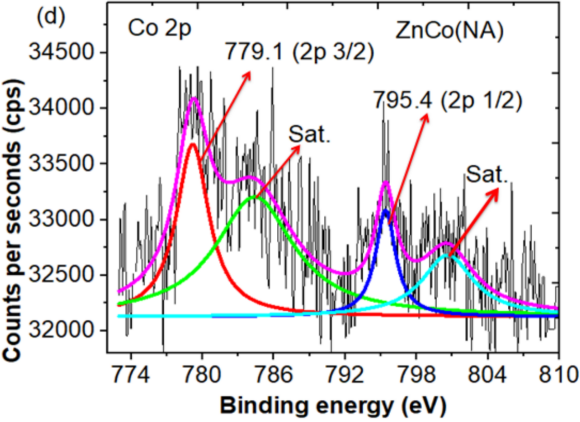 (d)
Co 2p
ZnCo(NA)
779.1 (2p 3/2)
795.4 (2p 1/2)
Sat.
Sat.
Counts per seconds (cps)
34500
34000
33500
33000
32500
32000
774 780 786 792 798 804 810
Binding energy (eV)